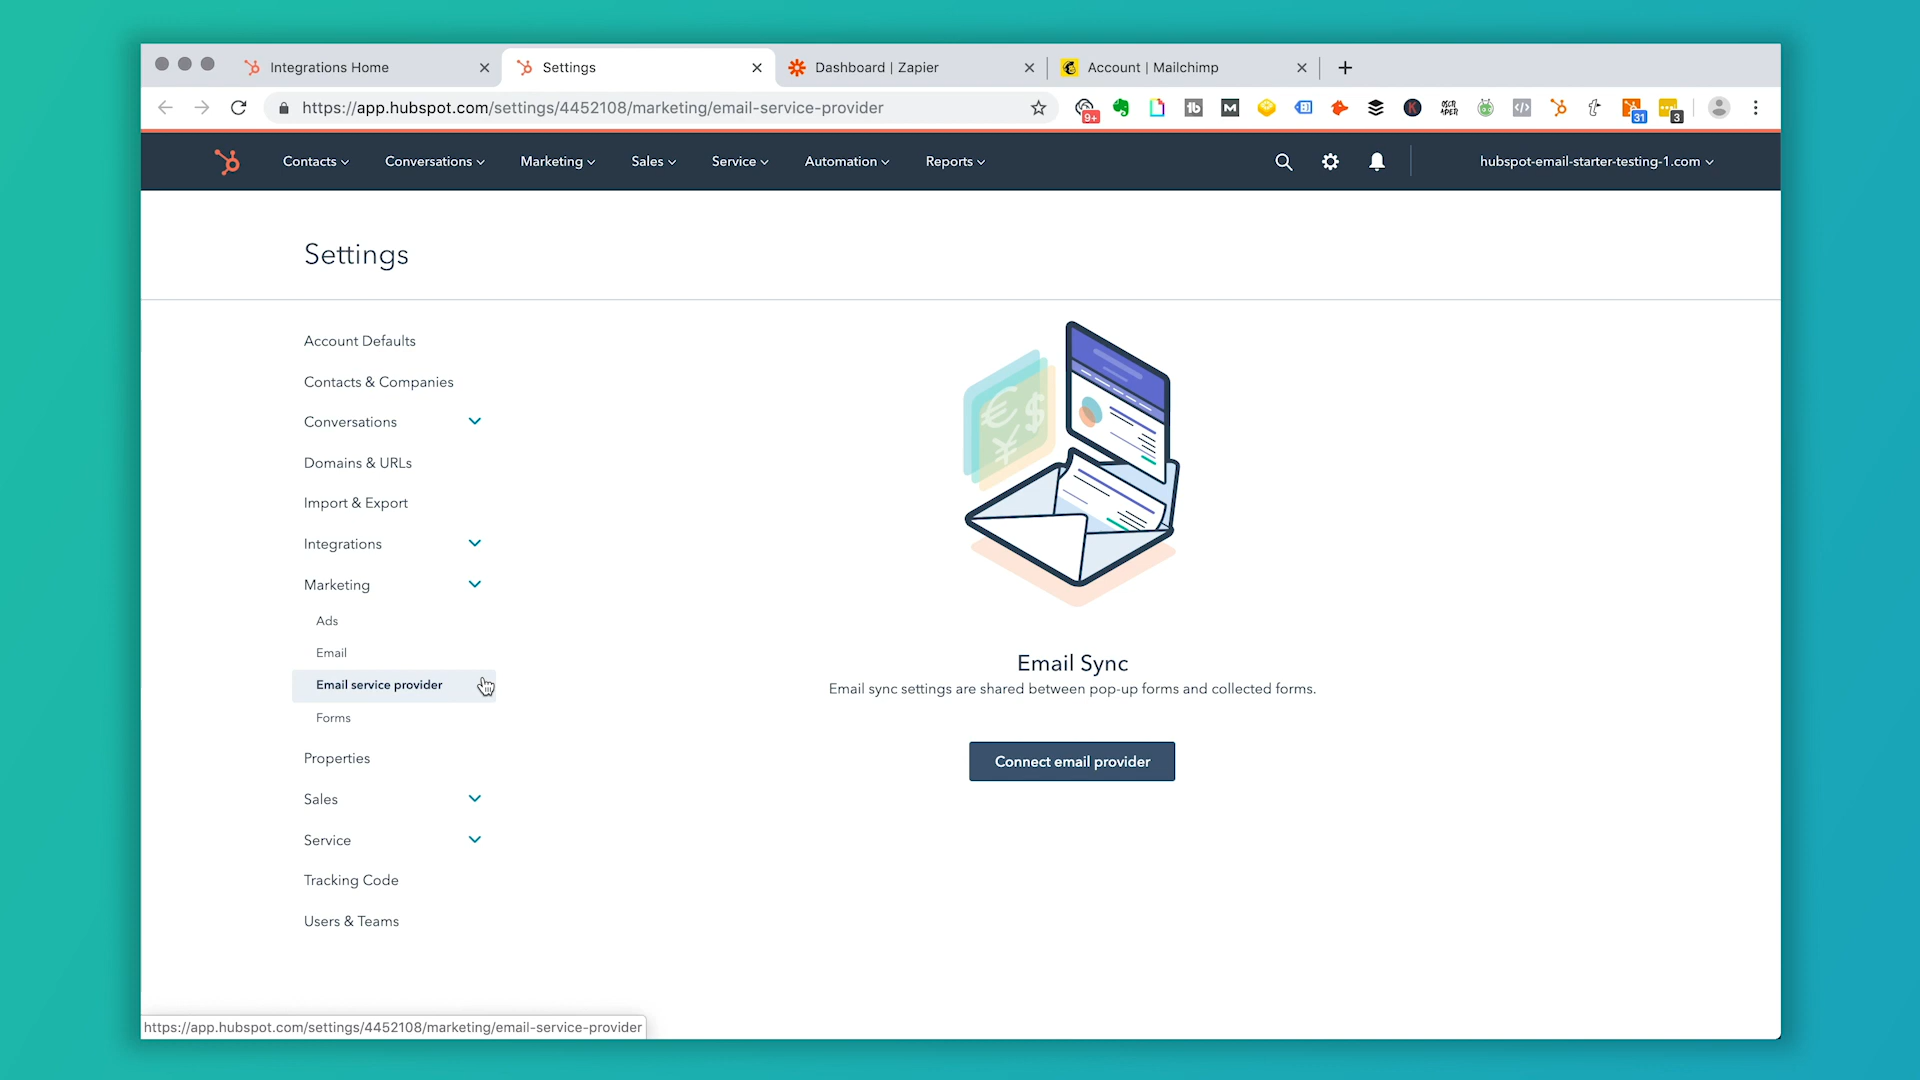 Integrations Home
Settings
Dashboard | Zapier
Account | Mailchimp
https://app.hubspot.com/settings/4452108/marketing/email-service-provider
9+
31
3
Contacts
Conversations
Marketing
Sales
Service
Automation
Reports
hubspot-email-starter-testing-1.com
Settings
Account Defaults
Contacts & Companies
Conversations
Domains & URLs
Import & Export
Integrations
Marketing
Ads
Email
Email service provider
Forms
Properties
Sales
Service
Tracking Code
Users & Teams
Email Sync
Email sync settings are shared between pop-up forms and collected forms.
Connect email provider
https://app.hubspot.com/settings/4452108/marketing/email-service-provider